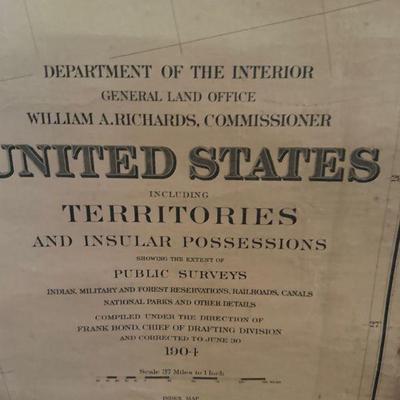 DEPARTMENT OF THE INTERIOR
GENERAL LAND OFFICE
WILLIAM A. RICHARDS, COMMISSIONER
UNITED STATES
INCLUDING
TERRITORIES
AND INSULAR POSSESSIONS
SHOWING THE EXTENT OF
PUBLIC SURVEYS
INDIAN, MILITARY AND FOREST RESERVATIONS, RAILROADS, CANALS
NATIONAL PARKS AND OTHER DETAILS
COMPILED UNDER THE DIRECTION OF
FRANK BOND, CHIEF OF DRAFTING DIVISION
AND CORRECTED TO JUNE 30
1904
Scale 37 Miles to 1 Inch
INDEX MAP
27